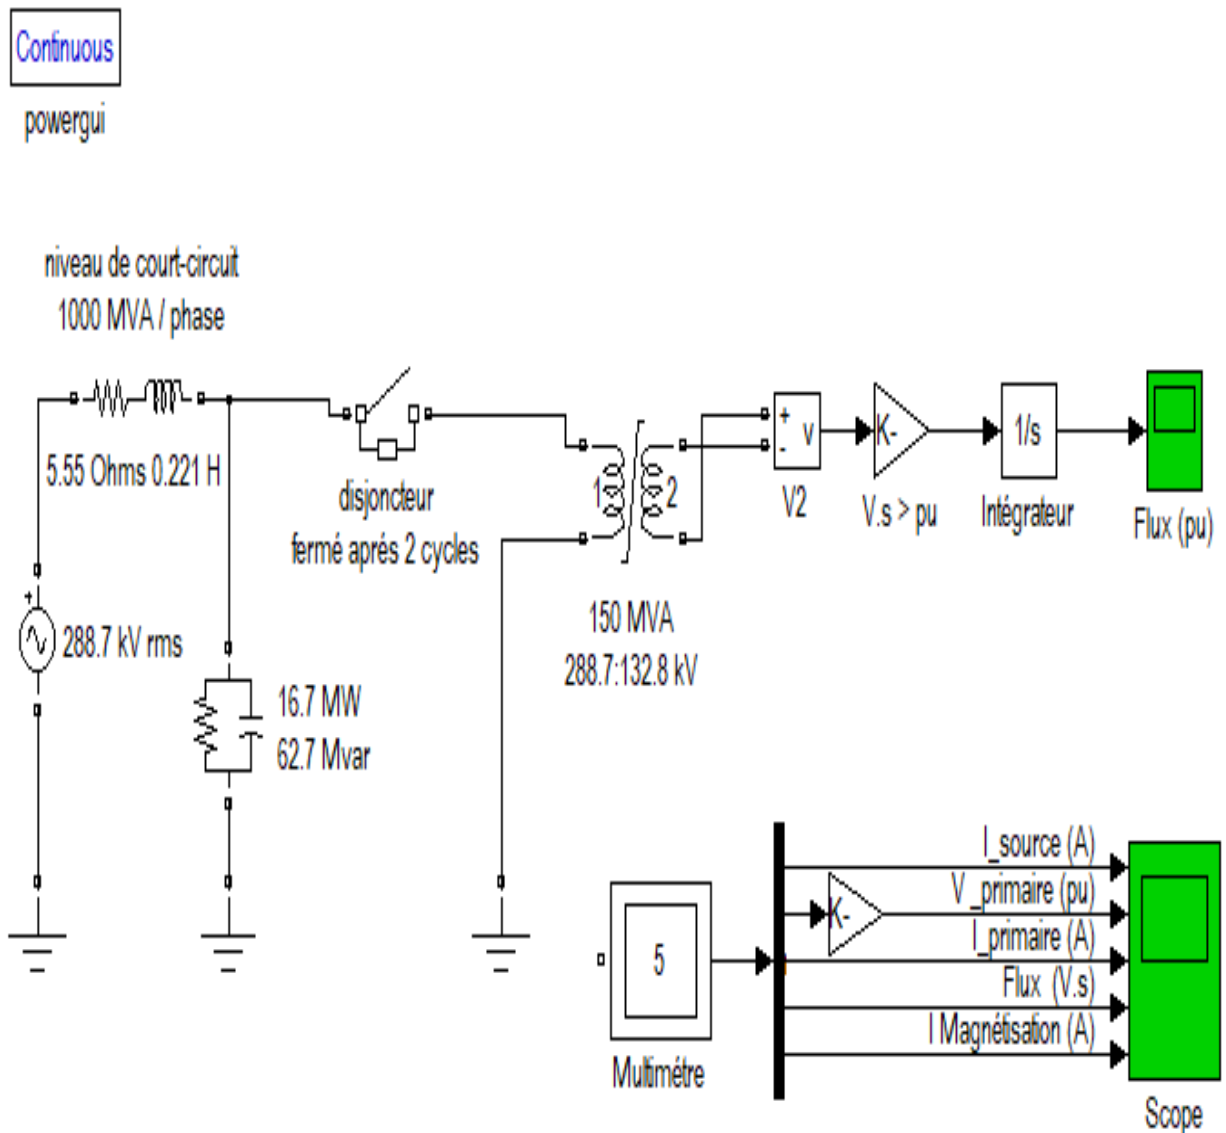 Continuous
powergui
niveau de court-circuit
1000 MVA / phase
5.55 Ohms 0.221 H
disjoncteur
fermé aprés 2 cycles
288.7 kV rms
+
16.7 MW
62.7 Mvar
1
2
150 MVA
288.7:132.8 kV
+
-
v
V2
K-
V.s > pu
1/s
Intégrateur
Flux (pu)
5
Multimétre
I_source (A)
K-
V_primaire (pu)
I_primaire (A)
Flux (V.s)
I Magnétisation (A)
Scope